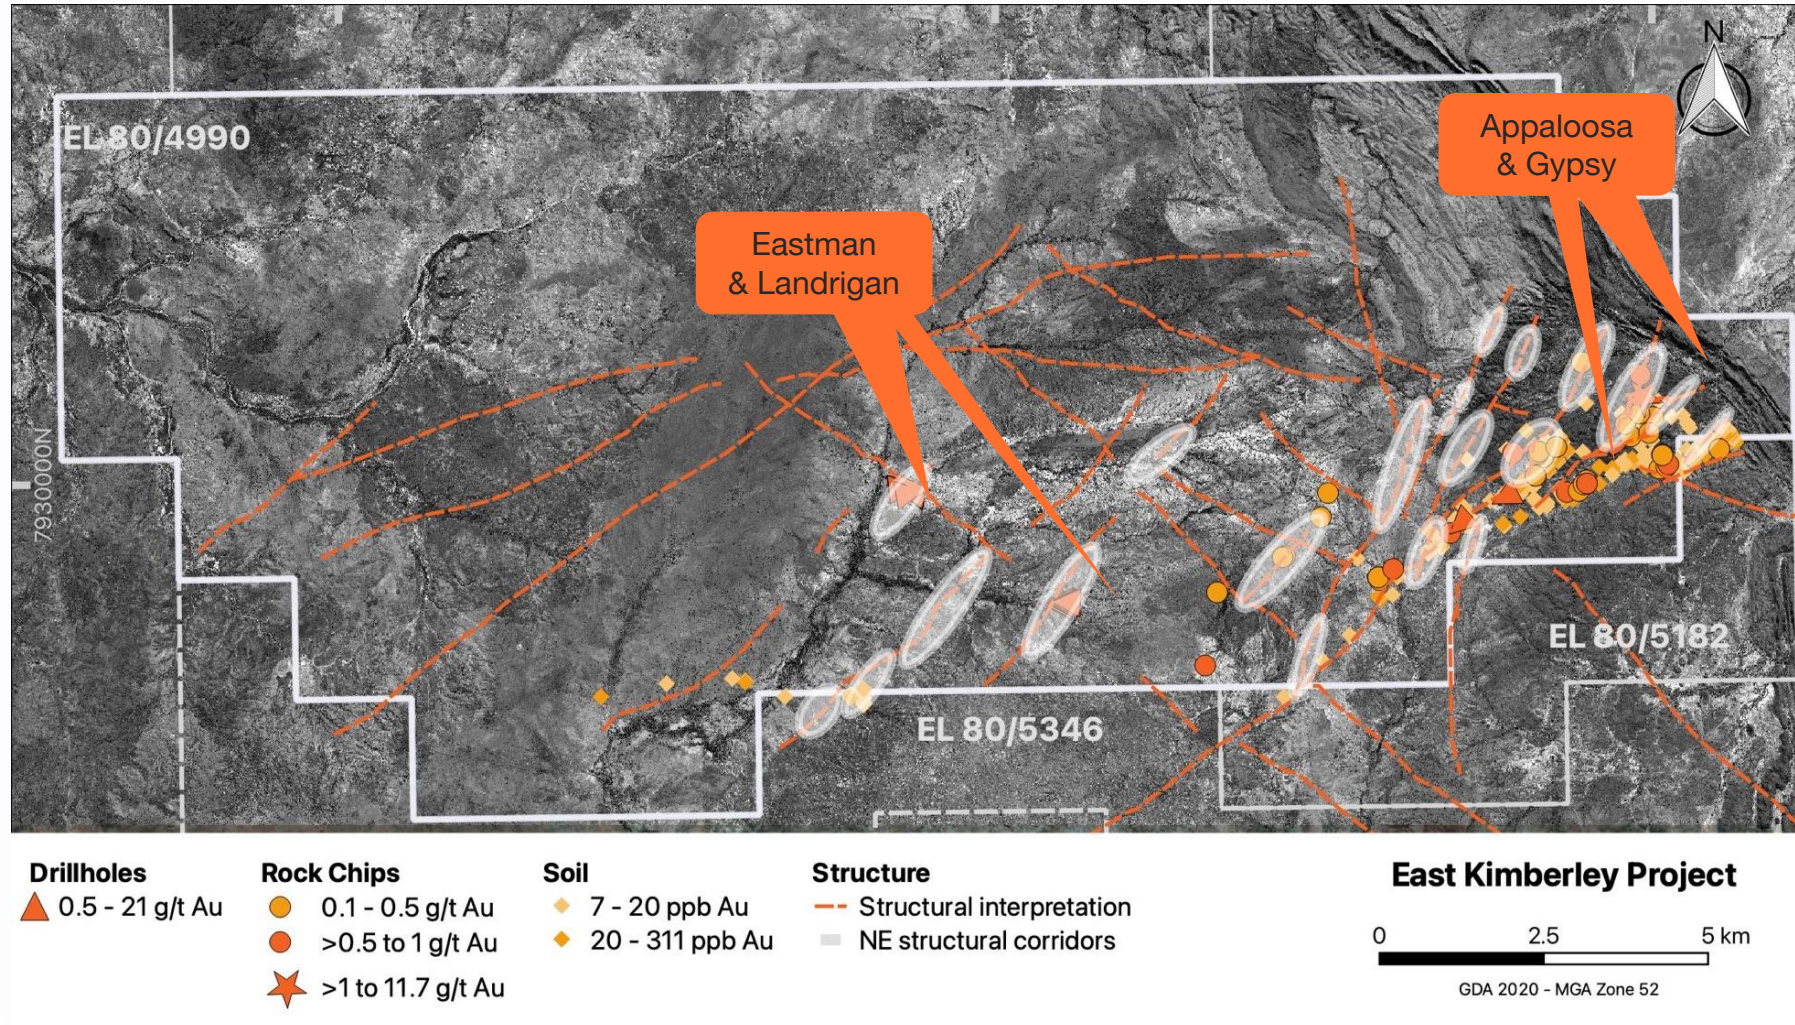 N
EL 80/4990
Appaloosa
& Gypsy
Eastman
& Landrigan
7930000N
EL 80/5182
EL 80/5346
Drillholes
0.5 - 21 g/t Au
Rock Chips
0.1 - 0.5 g/t Au
>0.5 to 1 g/t Au
>1 to 11.7 g/t Au
Soil
7 - 20 ppb Au
20 - 311 ppb Au
Structure
Structural interpretation
NE structural corridors
East Kimberley Project
0 2.5 5 km
GDA 2020 - MGA Zone 52